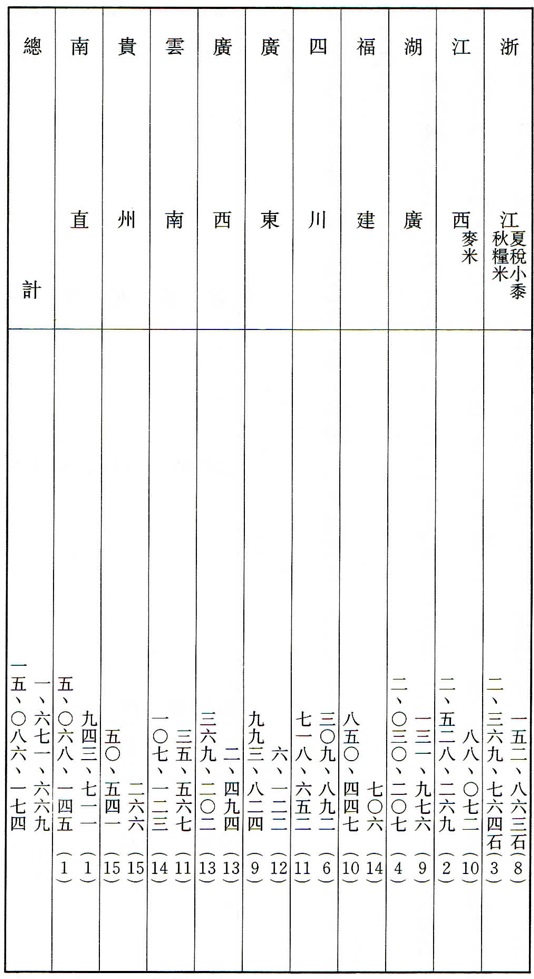 浙江
夏稅小黍
一五二、八六三石(8)
秋糧米
二、三六九、七六四石(3)
江西
麥米
八八、〇七二(10)
二、五二八、二六九(2)
湖廣
一三一、九七六(9)
二、〇三〇、二〇七(4)
福建
七〇六(14)
八五〇、四四七(10)
四川
三〇九、八九二(6)
七一八、六五二(11)
廣東
六、一二二(12)
九九三、八二四(9)
廣西
二、四九四(13)
三六九、二〇二(13)
雲南
三五、五六七(11)
一〇七、一二三(14)
貴州
二六六(15)
五〇、五四一(15)
南直
九四三、七一一(1)
五、〇六八、一四五(1)
總計
一、六七一、六六九
一五、〇八六、一七四